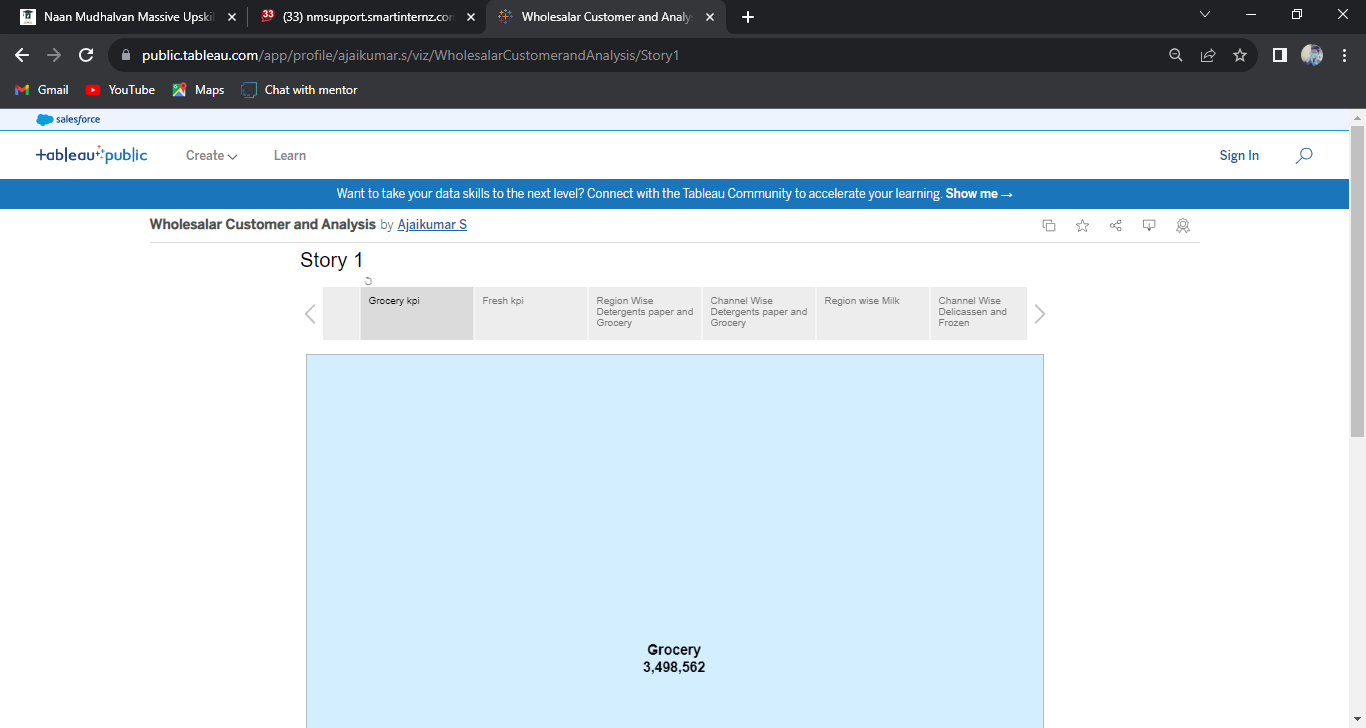 Naan Mudhalvan Massive Upskil
33 (33) nmsupport.smartinternz.con
Wholesalar Customer and Analy
public.tableau.com/app/profile/ajaikumar.s/viz/WholesalarCustomerandAnalysis/Story1
Gmail YouTube Maps Chat with mentor
salesforce
+ableau public Create Learn Sign In
Want to take your data skills to the next level? Connect with the Tableau Community to accelerate your learning. Show me →
Wholesalar Customer and Analysis by Ajaikumar S
Story 1
Grocery kpi
Fresh kpi
Region Wise
Detergents paper and
Grocery
Channel Wise
Detergents paper and
Grocery
Region wise Milk
Channel Wise
Delicassen and
Frozen
Grocery
3,498,562